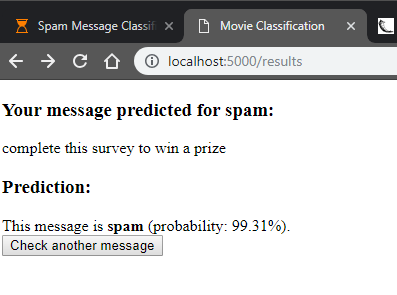 Spam Message Classif
Movie Classification
localhost:5000/results
Your message predicted for spam:
complete this survey to win a prize
Prediction:
This message is spam (probability: 99.31%).
Check another message